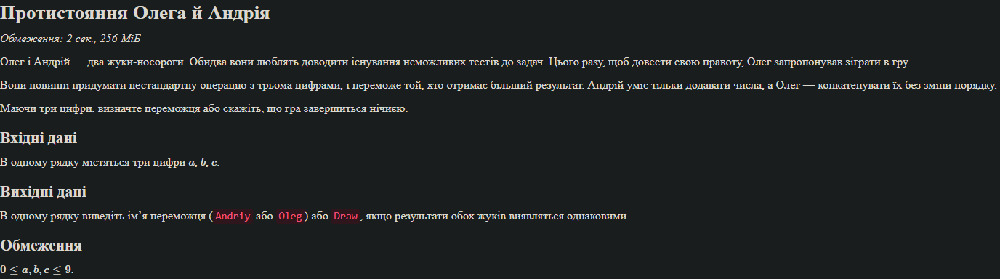 Протистояння Олега й Андрія
Обмеження: 2 сек., 256 МіБ
Олег і Андрій — два жуки-носороги. Обидва вони люблять доводити існування неможливих тестів до задач. Цього разу, щоб довести свою правоту, Олег запропонував зіграти в гру.
Вони повинні придумати нестандартну операцію з трьома цифрами, і переможе той, хто отримає більший результат. Андрій уміє тільки додавати числа, а Олег — конкатенувати їх без зміни порядку.
Маючи три цифри, визначте переможця або скажіть, що гра завершиться нічиєю.
Вхідні дані
В одному рядку містяться три цифри a, b, c.
Вихідні дані
В одному рядку виведіть ім’я переможця (Andriy або Oleg) або Draw, якщо результати обох жуків виявляться однаковими.
Обмеження
0 ≤ a, b, c ≤ 9.